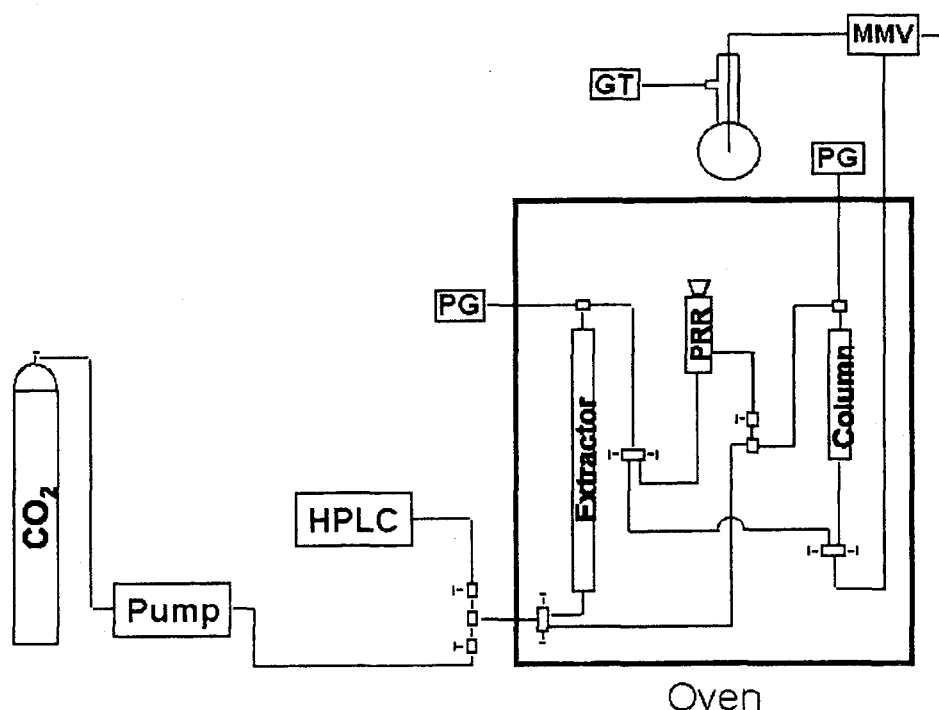 MMV
GT
PG
PG
PRR
Extractor
Column
CO₂
HPLC
Pump
Oven